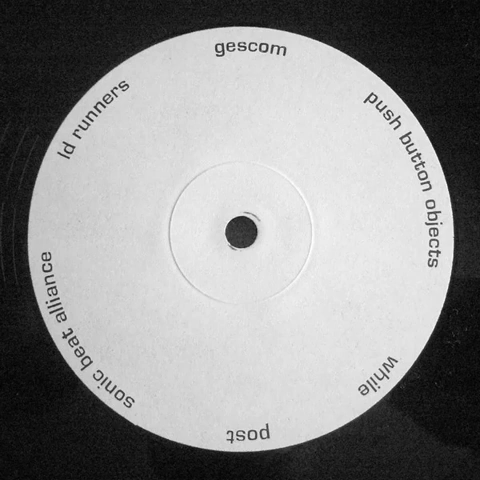 gescom
push button objects
while
post
sonic beat alliance
ld runners